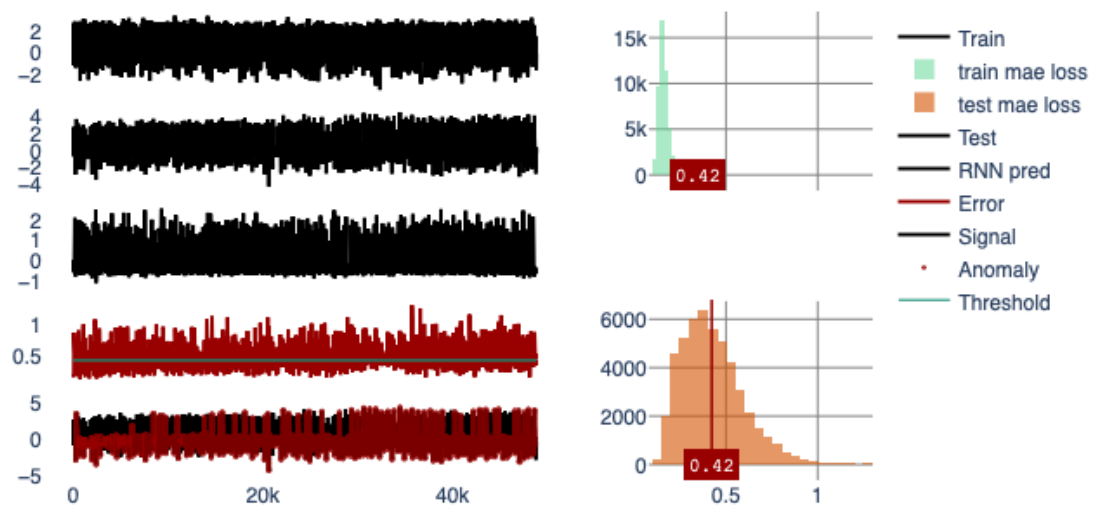 2
0
−2
4
2
0
−2
−4
2
1
0
−1
1
0.5
5
0
−5
0
20k
40k
15k
10k
5k
0
0.42
6000
4000
2000
0
0.42
0.5
1
Train
train mae loss
test mae loss
Test
RNN pred
Error
Signal
Anomaly
Threshold